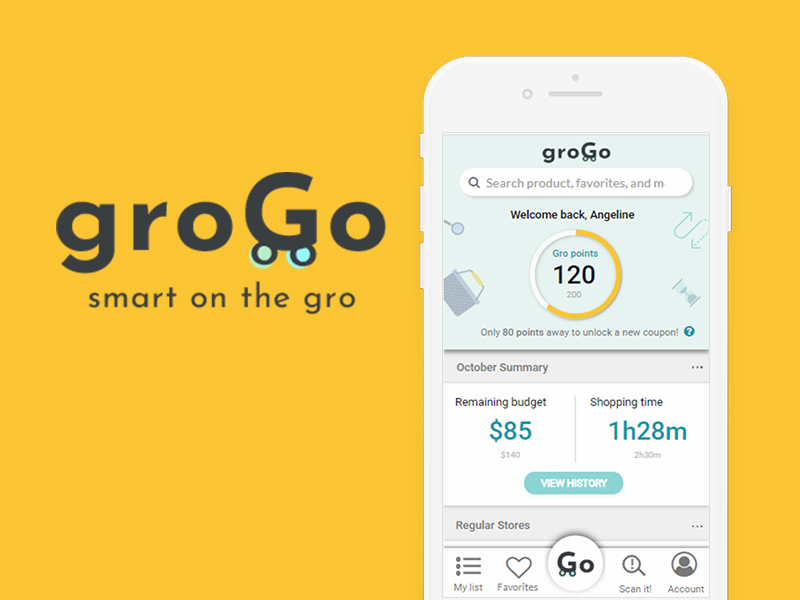 groGo
smart on the gro
groGo
Search product, favorites, and m
Welcome back, Angeline
Gro points
120
200
Only 80 points away to unlock a new coupon! ?
October Summary ...
Remaining budget
$85
$140
Shopping time
1h28m
2h30m
VIEW HISTORY
Regular Stores ...
Go
My list
Favorites
Scan it!
Account